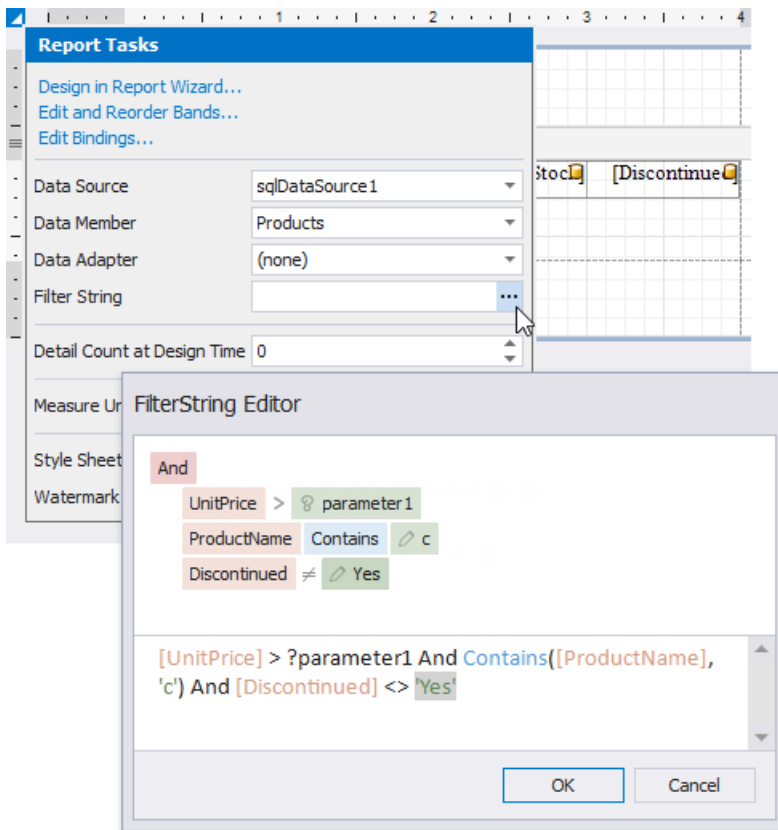 1 2 3 4
Report Tasks
Design in Report Wizard...
Edit and Reorder Bands...
Edit Bindings...
Data Source sqlDataSource1
Data Member Products
Data Adapter (none)
Filter String ...
Detail Count at Design Time 0
Measure Ur
Style Sheet
Watermark
Stock] [Discontinued]
FilterString Editor
And
UnitPrice > parameter1
ProductName Contains c
Discontinued ≠ Yes
[UnitPrice] > ?parameter1 And Contains([ProductName],
'c') And [Discontinued] <> 'Yes'
OK Cancel